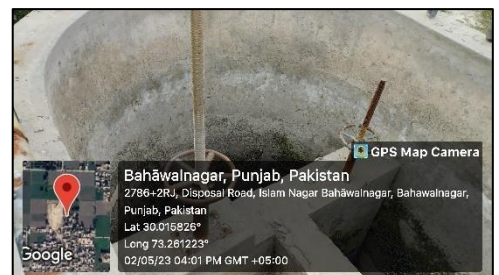 GPS Map Camera
Bahāwalnagar, Punjab, Pakistan
2786+2RJ, Disposal Road, Islam Nagar Bahāwalnagar, Bahawalnagar,
Punjab, Pakistan
Lat 30.015826°
Long 73.261223°
02/05/23 04:01 PM GMT +05:00
Google